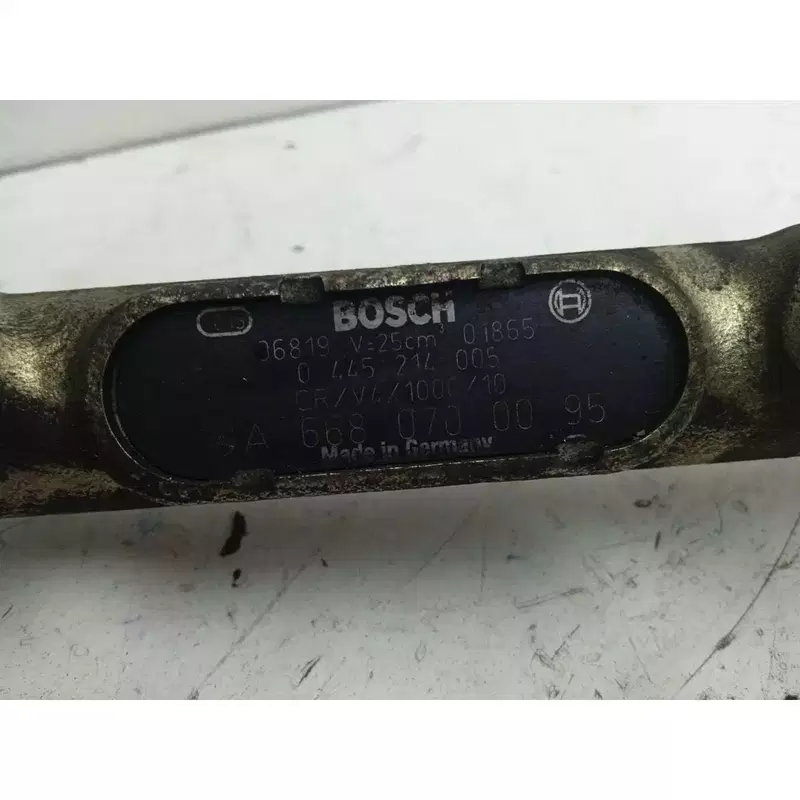 BOSCH
06819 V=25cm³ 01865
0 445 214 005
CR/V4/1000/10
A 668 070 00 95
Made in Germany